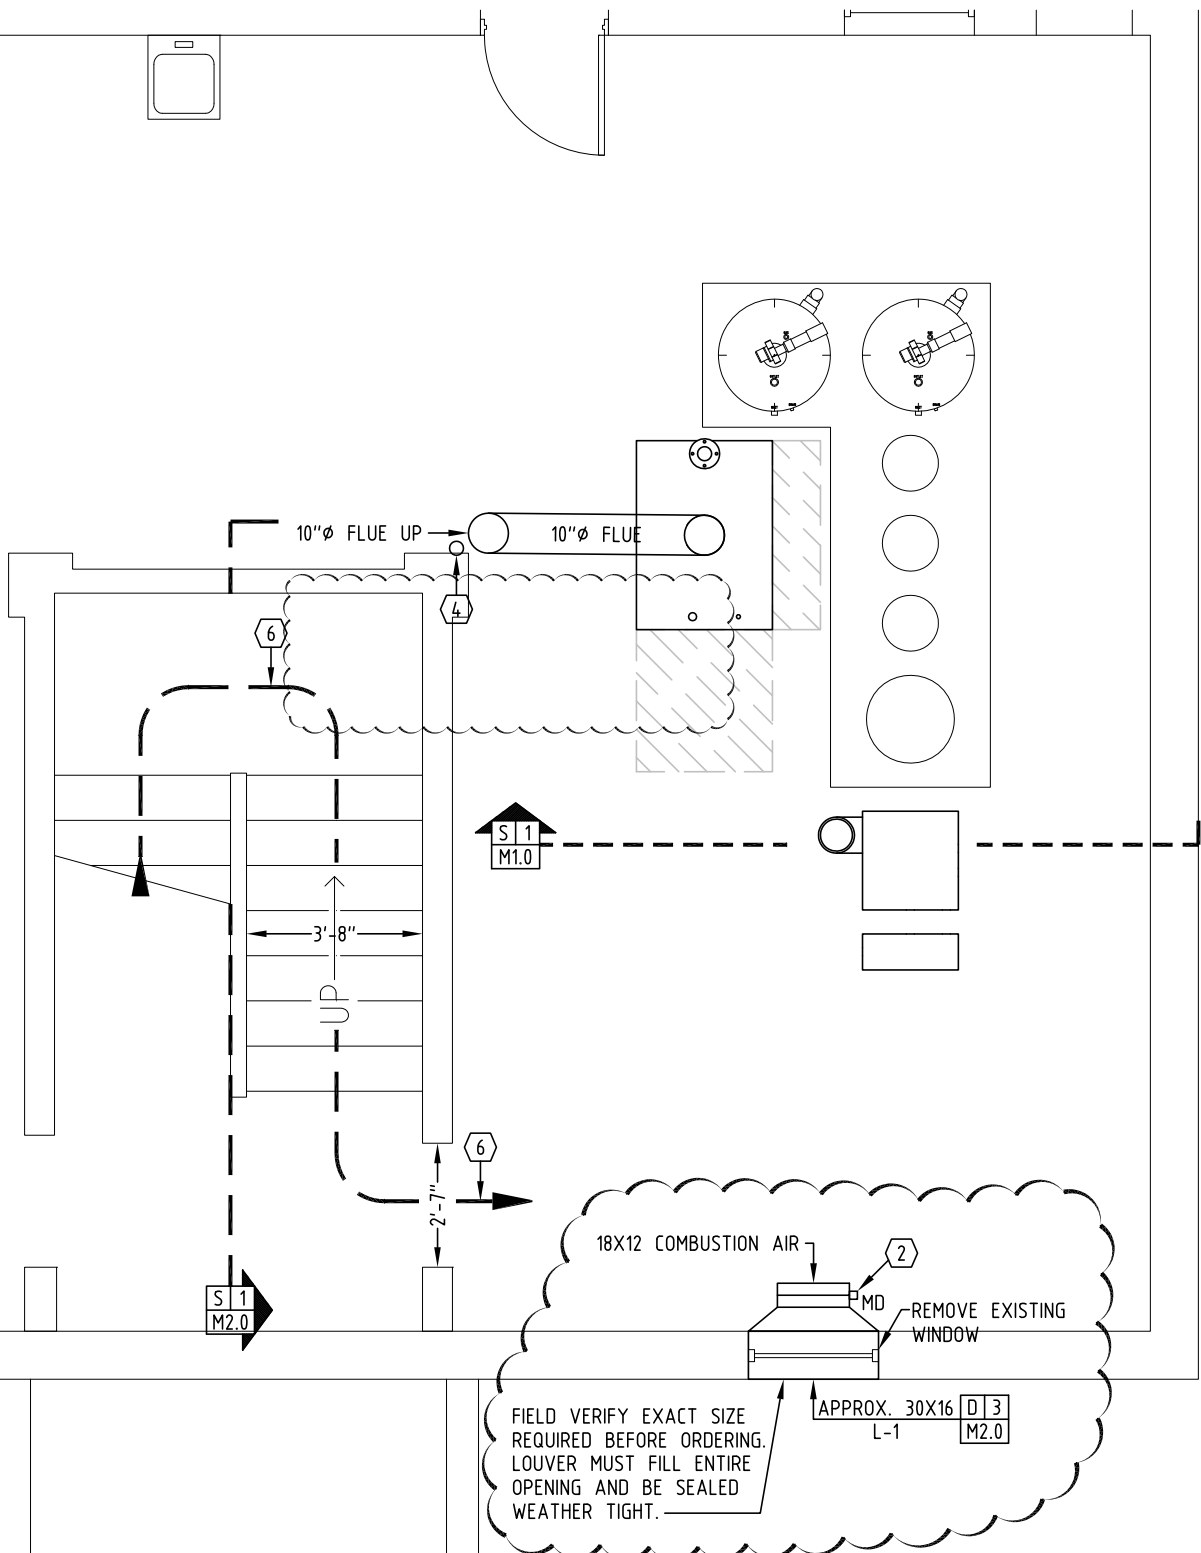 10"Ø FLUE UP
10"Ø FLUE
4
6
S 1
M1.0
3'-8"
UP
6
2'-7"
18X12 COMBUSTION AIR
2
MD
S 1
M2.0
REMOVE EXISTING
WINDOW
APPROX. 30X16
L-1
D 3
M2.0
FIELD VERIFY EXACT SIZE
REQUIRED BEFORE ORDERING.
LOUVER MUST FILL ENTIRE
OPENING AND BE SEALED
WEATHER TIGHT.